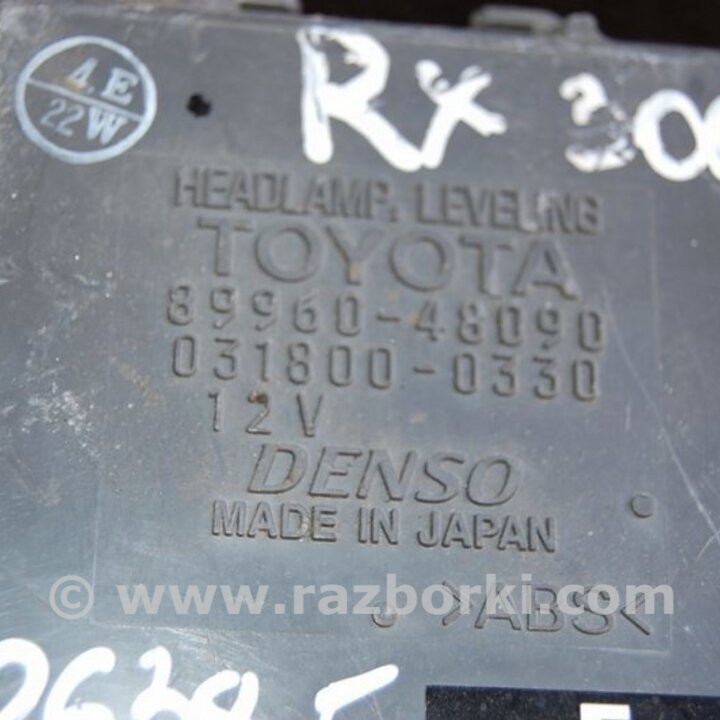 4.E
22W
RX 300
HEADLAMP, LEVELING
TOYOTA
89960-48090
031800-0330
12V
DENSO
MADE IN JAPAN
© www.razborki.com
J >ABS<